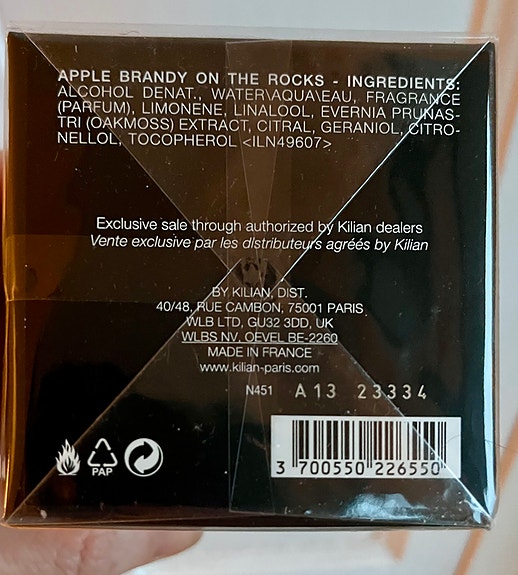 APPLE BRANDY ON THE ROCKS - INGREDIENTS:
ALCOHOL DENAT., WATER\AQUA\EAU, FRAGRANCE
(PARFUM), LIMONENE, LINALOOL, EVERNIA PRUNAS-
TRI (OAKMOSS) EXTRACT, CITRAL, GERANIOL, CITRO-
NELLOL, TOCOPHEROL <ILN49607>
Exclusive sale through authorized by Kilian dealers
Vente exclusive par les distributeurs agréés by Kilian
BY KILIAN, DIST.
40/48, RUE CAMBON, 75001 PARIS
WLB LTD, GU32 3DD, UK
WLBS NV, OEVEL BE-2260
MADE IN FRANCE
www.kilian-paris.com
N451 A13 23334
PAP
3 700550 226550